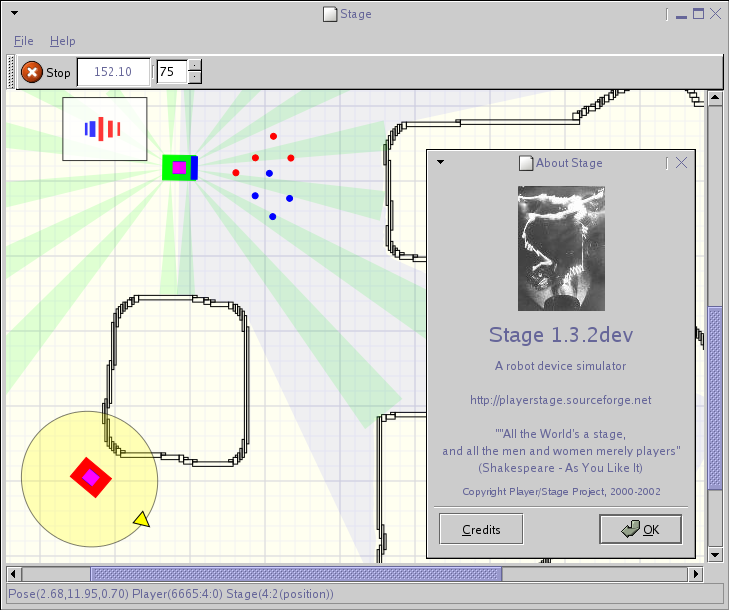 Stage
File Help
Stop 152.10 75
About Stage
Stage 1.3.2dev
A robot device simulator
http://playerstage.sourceforge.net
""All the World's a stage,
and all the men and women merely players"
(Shakespeare - As You Like It)
Copyright Player/Stage Project, 2000-2002
Credits OK
Pose(2.68,11.95,0.70) Player(6665:4:0) Stage(4:2(position))